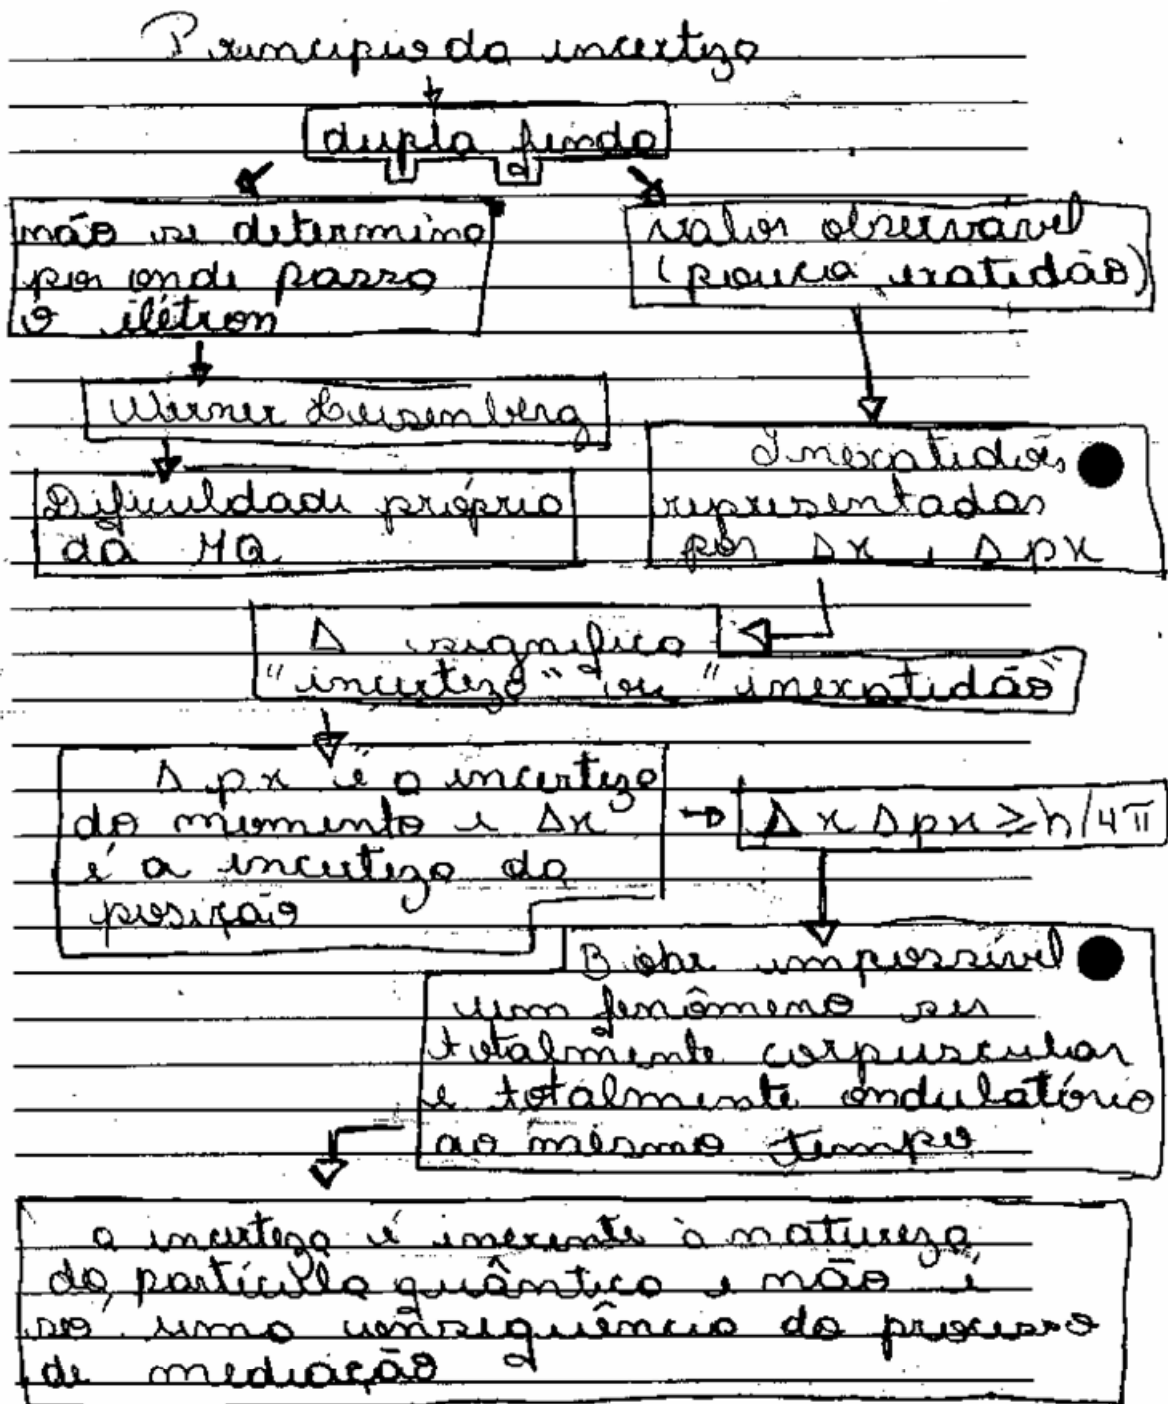 Princípio da incerteza
dupla fenda
não se determina
por onde passa
o elétron
valor observável
(pouca exatidão)
Werner Heisenberg
Dificuldade própria
da MQ
Inexatidões
representadas
por Δx, Δpx
Δ significa
"incerteza" ou "inexatidão"
Δpx é a incerteza
do momento e Δx
é a incerteza da
posição
Δx Δpx ≥ h/4π
impossível
um fenômeno ser
totalmente corpuscular
e totalmente ondulatório
ao mesmo tempo
a incerteza é inerente à natureza
da partícula quântica e não é
só uma consequência do processo
de mediação